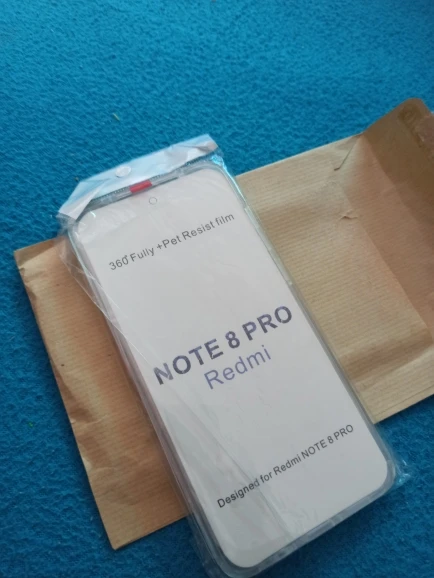 360°Fully +Pet Resist film
NOTE 8 PRO
Redmi
Designed for Redmi NOTE 8 PRO